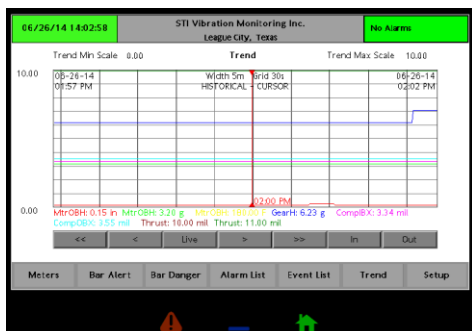 06/26/14 14:02:58 STI Vibration Monitoring Inc. No Alarms
League City, Texas
Trend Min Scale 0.00 Trend Trend Max Scale 10.00
10.00 06-26-14 Width 5m Grid 30s 06-26-14
01:57 PM HISTORICAL - CURSOR 02:02 PM
02:00 PM
0.00 MtrOBH: 0.15 in MtrOBH: 3.20 g MtrOBH: 100.00 F GearH: 6.23 g CompIBX: 3.34 mil
CompOBX: 3.55 mil Thrust: 10.00 mil Thrust: 11.00 mil
<< < Live > >> In Out
Meters Bar Alert Bar Danger Alarm List Event List Trend Setup